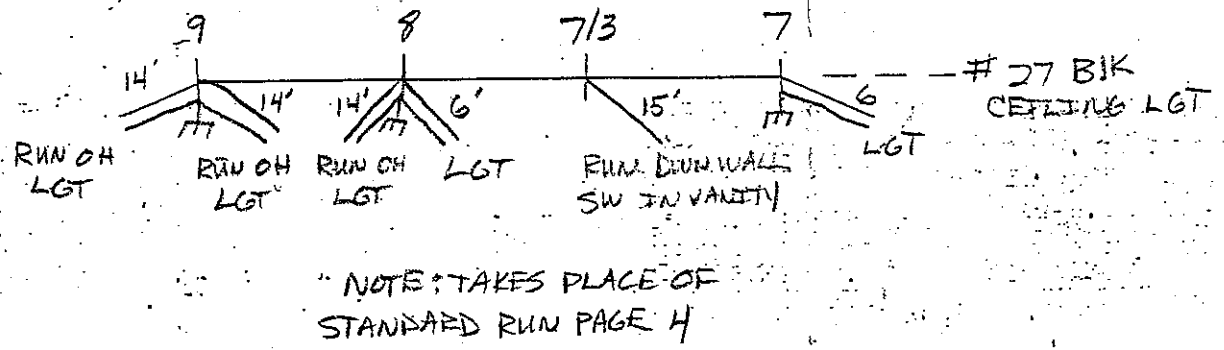 9 8 7/3 7
14' 14' 14' 6' 15' 6
# 27 BLK
CEILING LGT
RUN OH
LGT
RUN OH
LGT
RUN OH
LGT
LGT
RUN DWN WALL
SW IN VANITY
LGT
NOTE: TAKES PLACE OF
STANDARD RUN PAGE 4